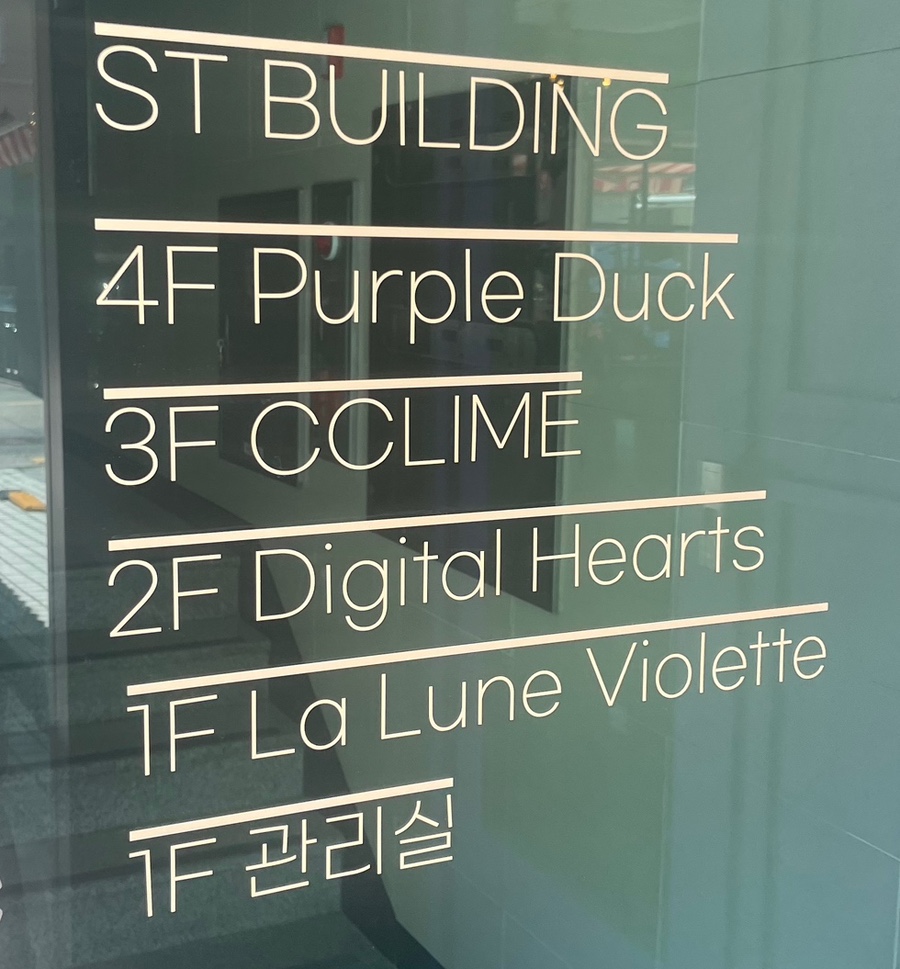 ST BUILDING
4F Purple Duck
3F CCLIME
2F Digital Hearts
1F La Lune Violette
1F 관리실